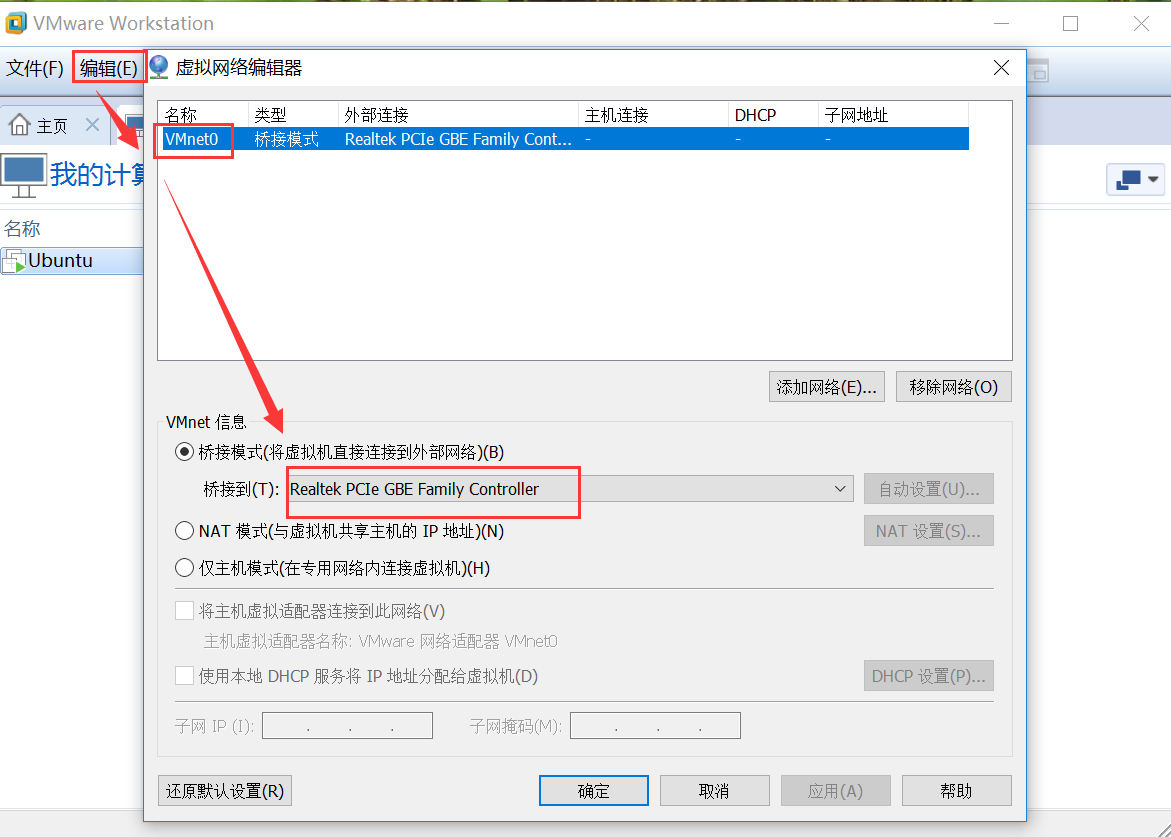 VMware Workstation
文件(F) 编辑(E)
虚拟网络编辑器
主页
我的计算
名称
Ubuntu
名称 类型 外部连接 主机连接 DHCP 子网地址
VMnet0 桥接模式 Realtek PCIe GBE Family Cont... - - -
添加网络(E)... 移除网络(O)
VMnet 信息
桥接模式(将虚拟机直接连接到外部网络)(B)
桥接到(T): Realtek PCIe GBE Family Controller 自动设置(U)...
NAT 模式(与虚拟机共享主机的 IP 地址)(N) NAT 设置(S)...
仅主机模式(在专用网络内连接虚拟机)(H)
将主机虚拟适配器连接到此网络(V)
主机虚拟适配器名称: VMware 网络适配器 VMnet0
使用本地 DHCP 服务将 IP 地址分配给虚拟机(D) DHCP 设置(P)...
子网 IP (I): . . . 子网掩码(M): . . .
还原默认设置(R) 确定 取消 应用(A) 帮助